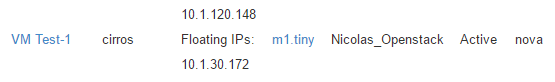 10.1.120.148
VM Test-1 cirros Floating IPs: m1.tiny Nicolas_Openstack Active nova
10.1.30.172